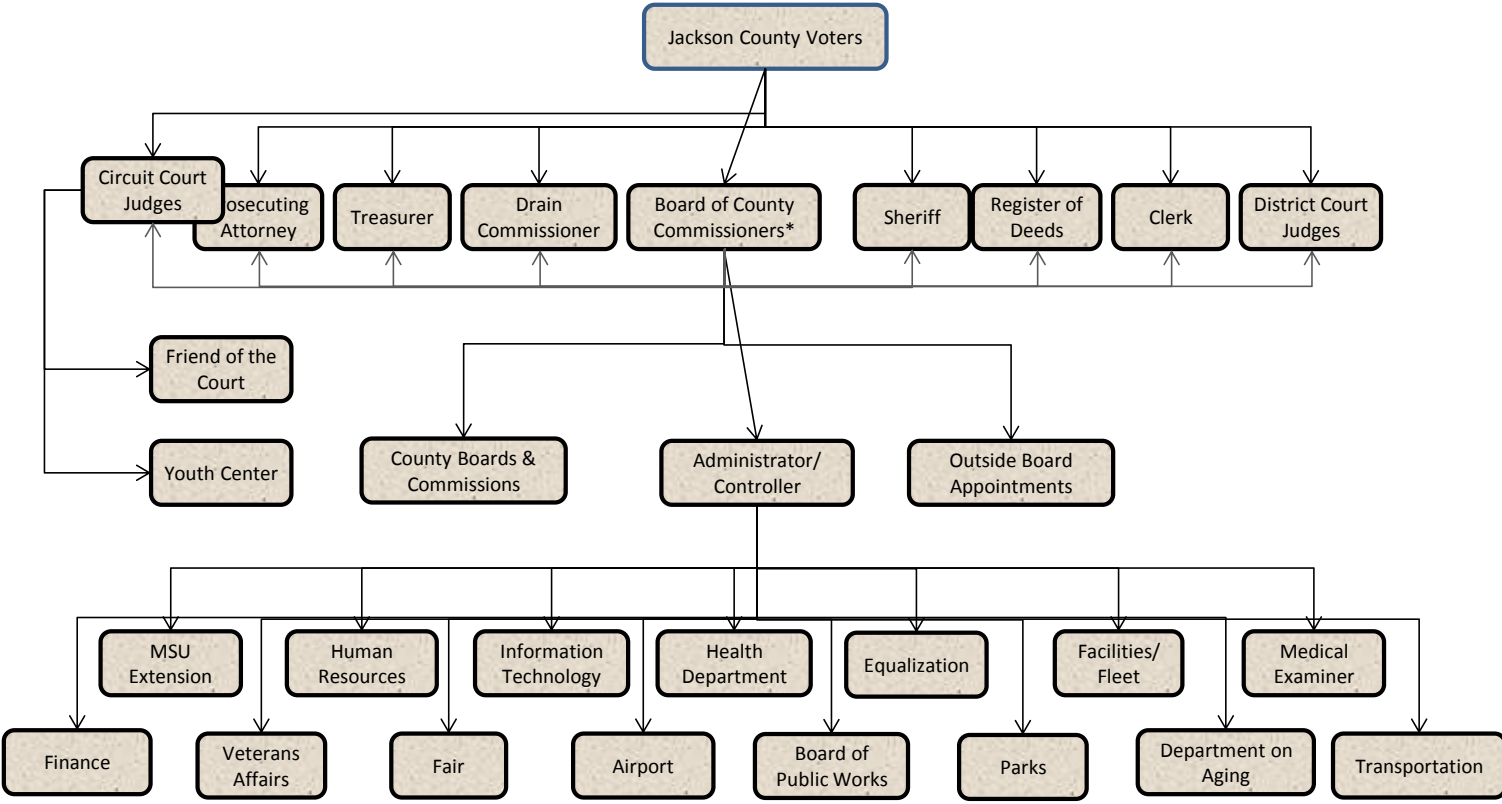 Jackson County Voters
Circuit Court
Judges
osecuting
Attorney
Treasurer
Drain
Commissioner
Board of County
Commissioners*
Sheriff
Register of
Deeds
Clerk
District Court
Judges
Friend of the
Court
Youth Center
County Boards &
Commissions
Administrator/
Controller
Outside Board
Appointments
MSU
Extension
Human
Resources
Information
Technology
Health
Department
Equalization
Facilities/
Fleet
Medical
Examiner
Finance
Veterans
Affairs
Fair
Airport
Board of
Public Works
Parks
Department on
Aging
Transportation